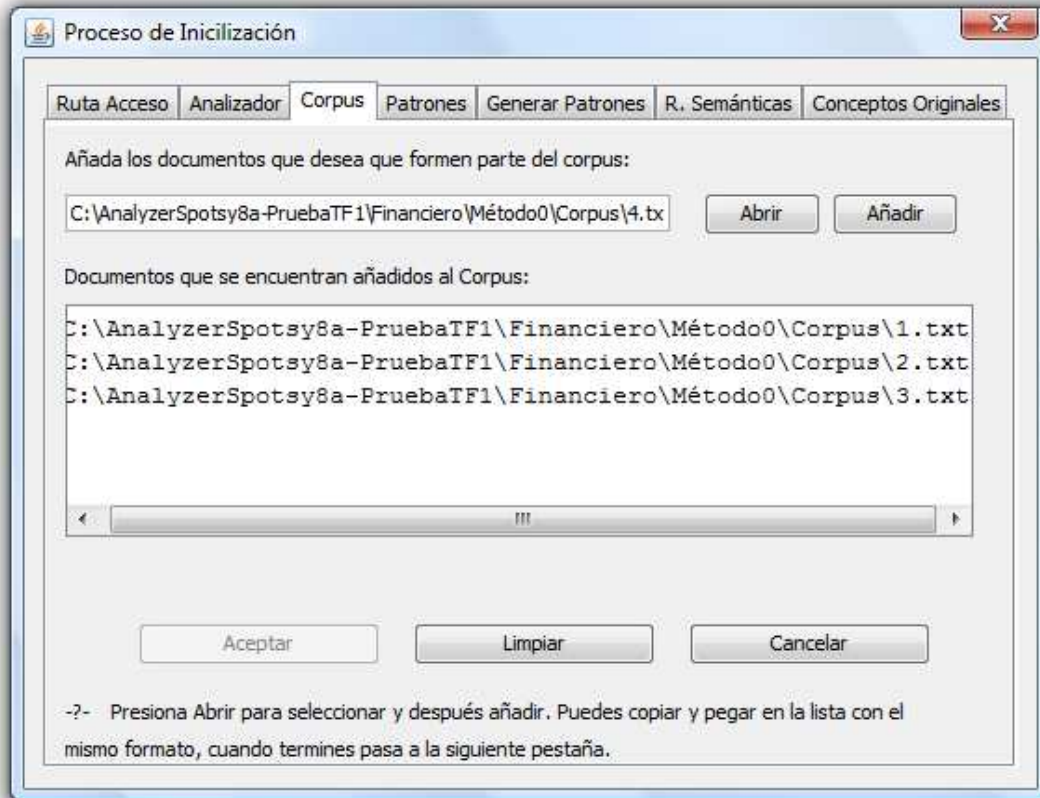 Proceso de Inicilización
Ruta Acceso Analizador Corpus Patrones Generar Patrones R. Semánticas Conceptos Originales
Añada los documentos que desea que formen parte del corpus:
C:\AnalyzerSpotsy8a-PruebaTF1\Financiero\Método0\Corpus\4.tx Abrir Añadir
Documentos que se encuentran añadidos al Corpus:
C:\AnalyzerSpotsy8a-PruebaTF1\Financiero\Método0\Corpus\1.txt
C:\AnalyzerSpotsy8a-PruebaTF1\Financiero\Método0\Corpus\2.txt
C:\AnalyzerSpotsy8a-PruebaTF1\Financiero\Método0\Corpus\3.txt
Aceptar Limpiar Cancelar
-?- Presiona Abrir para seleccionar y después añadir. Puedes copiar y pegar en la lista con el
mismo formato, cuando termines pasa a la siguiente pestaña.